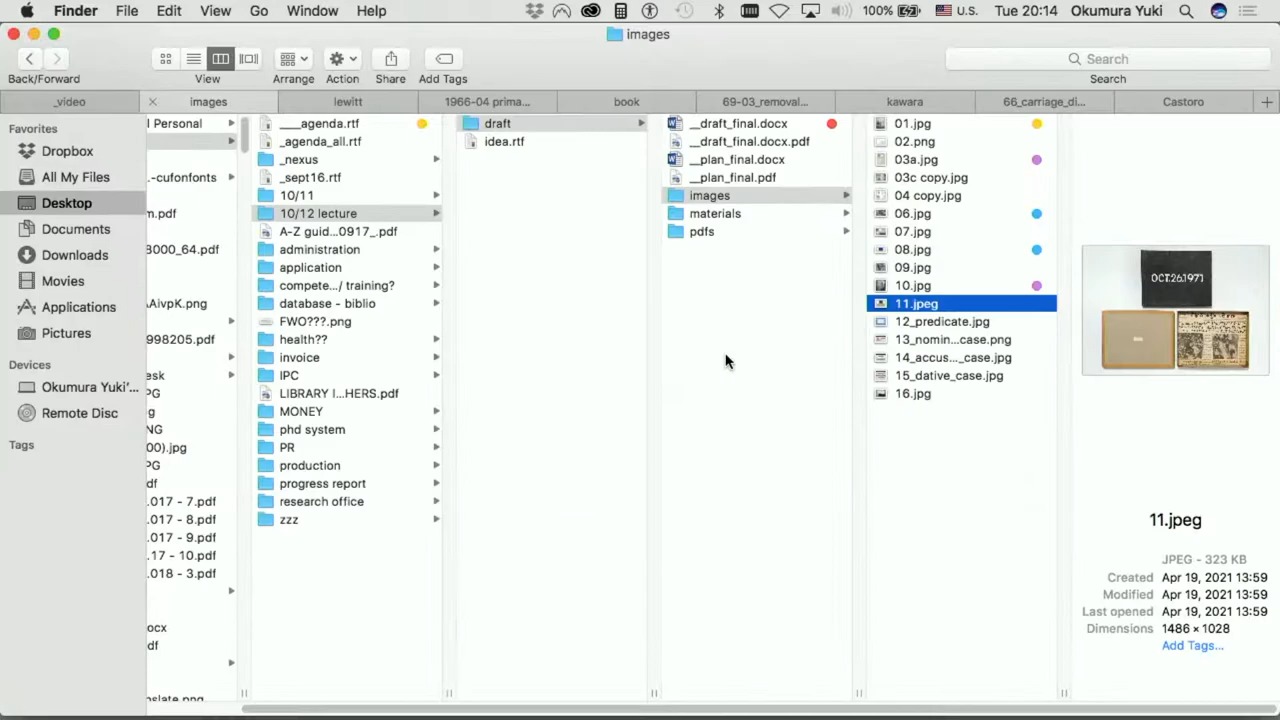 Finder File Edit View Go Window Help 100% U.S. Tue 20:14 Okumura Yuki
images
Back/Forward View Arrange Action Share Add Tags Search
Search
_video images lewitt 1966-04 prima... book 69-03_removal... kawara 66_carriage_di... Castoro
Favorites
Dropbox
All My Files
Desktop
Documents
Downloads
Movies
Applications
Pictures
Devices
Okumura Yuki'...
Remote Disc
Tags
l Personal
-cufonfonts
m.pdf
8000_64.pdf
AivpK.png
998205.pdf
esk
PG
g
NG
00).jpg
PG
df
.017 - 7.pdf
.017 - 8.pdf
.017 - 9.pdf
.17 - 10.pdf
.018 - 3.pdf
ocx
df
nslate.png
___agenda.rtf
_agenda_all.rtf
_nexus
_sept16.rtf
10/11
10/12 lecture
A-Z guid...0917_.pdf
administration
application
compete.../ training?
database - biblio
FWO???.png
health??
invoice
IPC
LIBRARY I...HERS.pdf
MONEY
phd system
PR
production
progress report
research office
zzz
draft
idea.rtf
__draft_final.docx
__draft_final.docx.pdf
__plan_final.docx
__plan_final.pdf
images
materials
pdfs
01.jpg
02.png
03a.jpg
03c copy.jpg
04 copy.jpg
06.jpg
07.jpg
08.jpg
09.jpg
10.jpg
11.jpeg
12_predicate.jpg
13_nomin...case.png
14_accus..._case.jpg
15_dative_case.jpg
16.jpg
OCT.26,1971
11.jpeg
JPEG - 323 KB
Created Apr 19, 2021 13:59
Modified Apr 19, 2021 13:59
Last opened Apr 19, 2021 13:59
Dimensions 1486 × 1028
Add Tags...